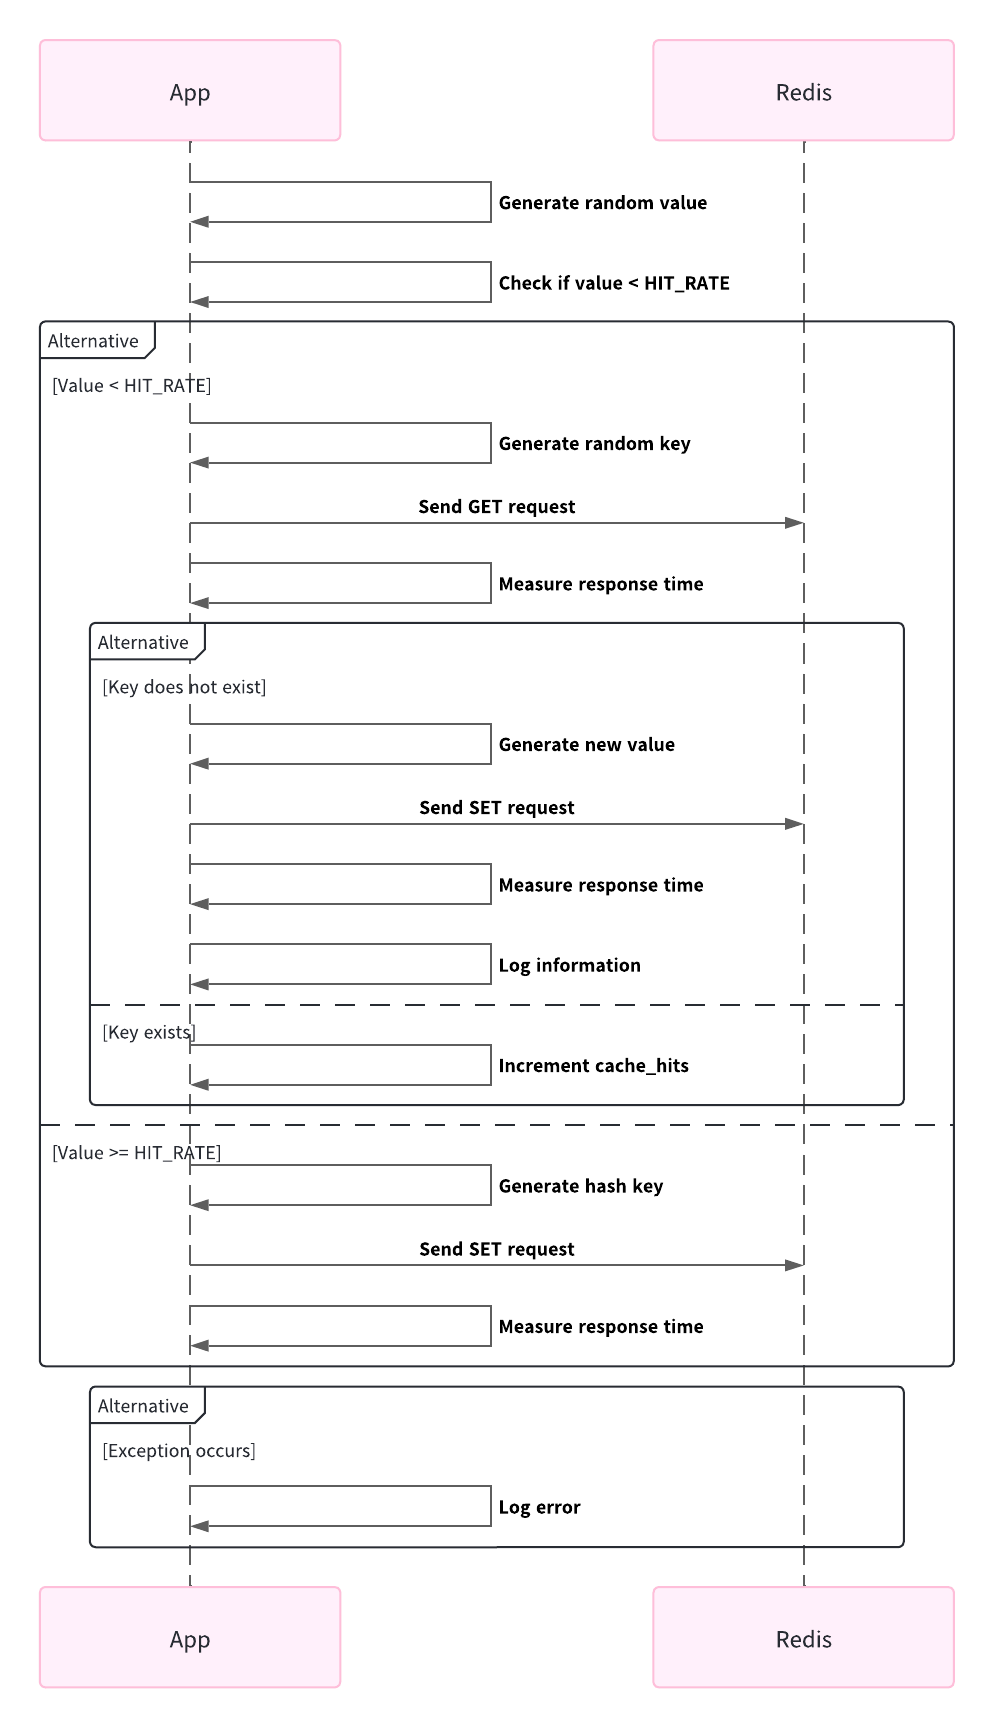 App
Redis
Generate random value
Check if value < HIT_RATE
Alternative
[Value < HIT_RATE]
Generate random key
Send GET request
Measure response time
Alternative
[Key does not exist]
Generate new value
Send SET request
Measure response time
Log information
[Key exists]
Increment cache_hits
[Value >= HIT_RATE]
Generate hash key
Send SET request
Measure response time
Alternative
[Exception occurs]
Log error
App
Redis